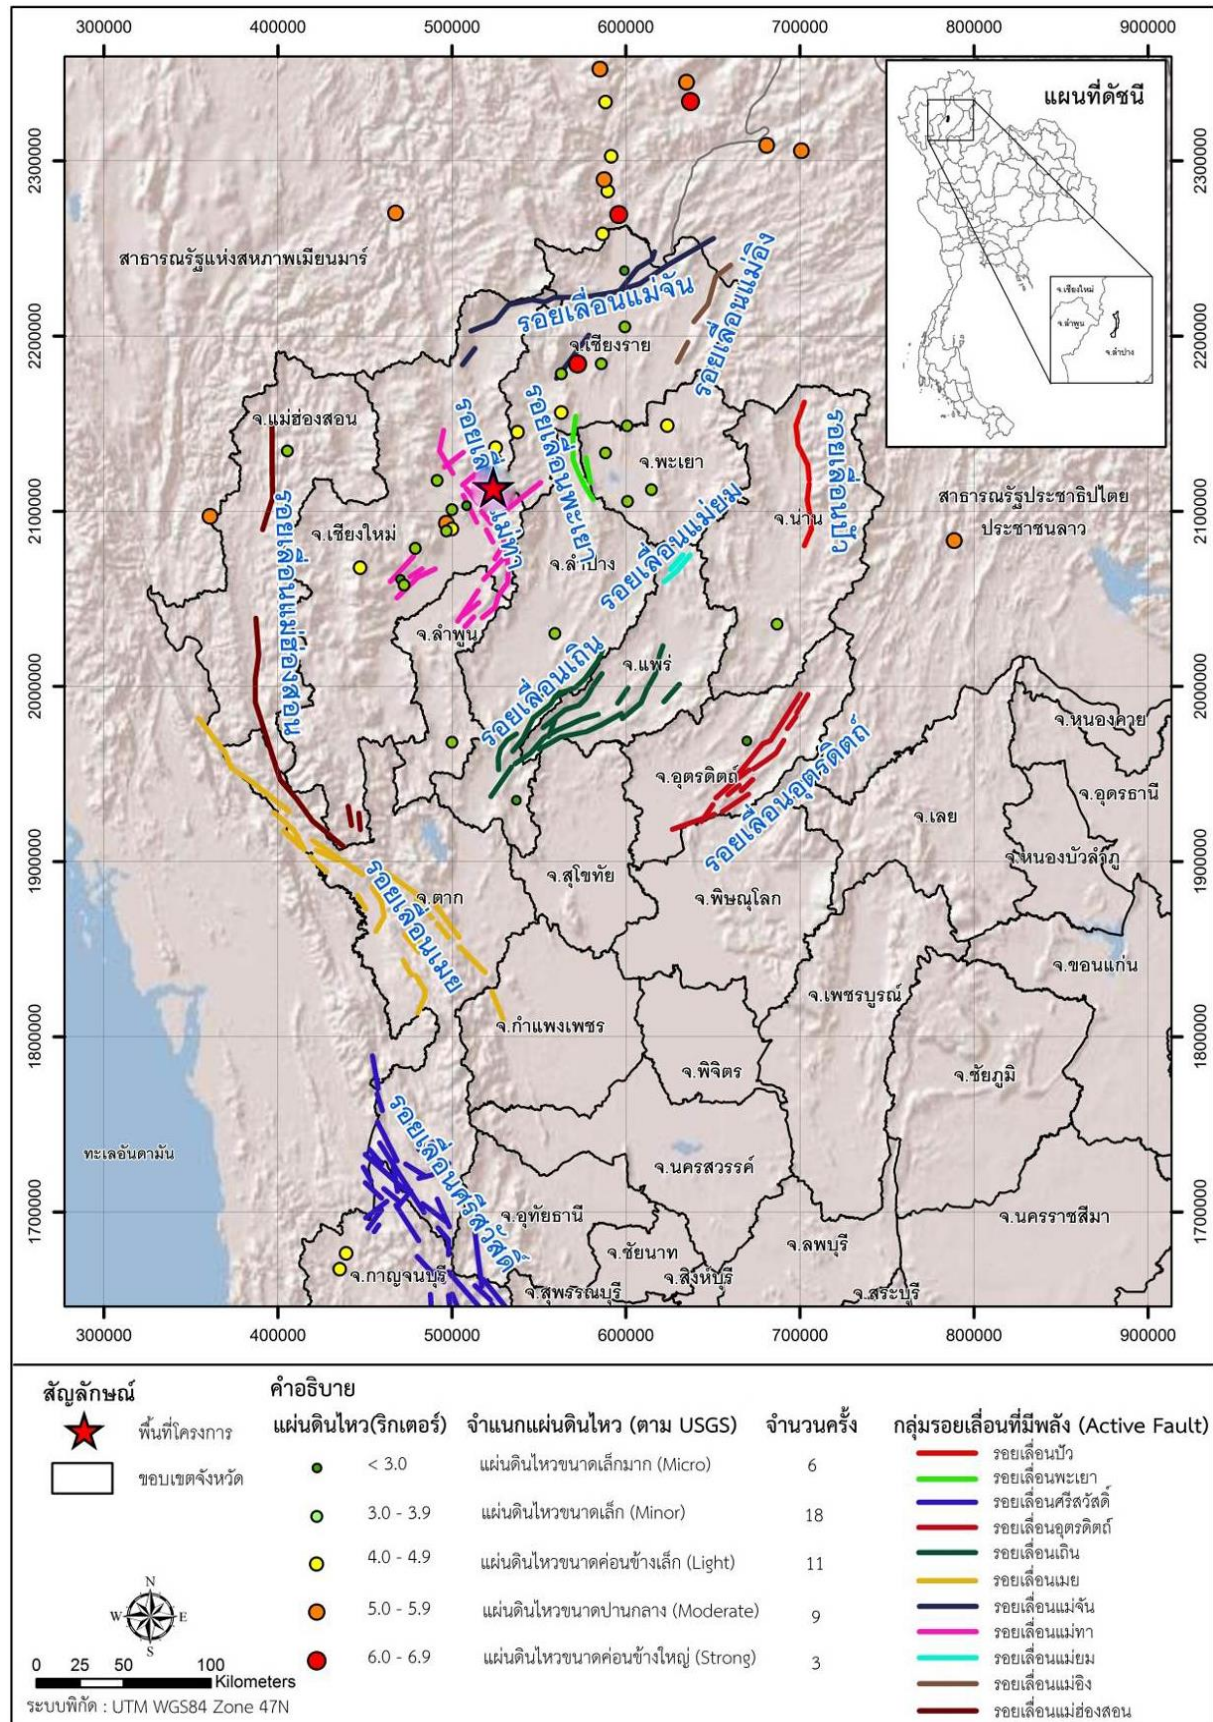 300000 400000 500000 600000 700000 800000 900000
แผนที่ดัชนี
จ.เชียงใหม่
จ.ลำพูน
จ.ลำปาง
2300000
2200000
2100000
2000000
1900000
1800000
1700000
2300000
2200000
2100000
2000000
1900000
1800000
1700000
สาธารณรัฐแห่งสหภาพเมียนมาร์
รอยเลื่อนแม่จัน
รอยเลื่อนแม่อิง
จ.เชียงราย
จ.แม่ฮ่องสอน
รอยเลื่อนพะเยา
จ.พะเยา
รอยเลื่อนปัว
สาธารณรัฐประชาธิปไตย
ประชาชนลาว
จ.น่าน
จ.เชียงใหม่
รอยเลื่อนแม่ฮ่องสอน
แม่ทา
จ.ลำปาง
รอยเลื่อนแม่ยม
จ.ลำพูน
รอยเลื่อนเถิน
จ.แพร่
จ.หนองคาย
จ.อุตรดิตถ์
รอยเลื่อนอุตรดิตถ์
จ.อุดรธานี
จ.เลย
จ.หนองบัวลำภู
จ.สุโขทัย
จ.ตาก
รอยเลื่อนเมย
จ.พิษณุโลก
จ.ขอนแก่น
จ.เพชรบูรณ์
จ.กำแพงเพชร
จ.พิจิตร
จ.ชัยภูมิ
รอยเลื่อนศรีสวัสดิ์
ทะเลอันดามัน
จ.นครสวรรค์
จ.อุทัยธานี
จ.นครราชสีมา
จ.ชัยนาท
จ.ลพบุรี
จ.กาญจนบุรี
จ.สุพรรณบุรี
จ.สิงห์บุรี
จ.สระบุรี
300000 400000 500000 600000 700000 800000 900000
สัญลักษณ์
พื้นที่โครงการ
ขอบเขตจังหวัด
คำอธิบาย
แผ่นดินไหว(ริกเตอร์) จำแนกแผ่นดินไหว (ตาม USGS) จำนวนครั้ง
< 3.0 แผ่นดินไหวขนาดเล็กมาก (Micro) 6
3.0 - 3.9 แผ่นดินไหวขนาดเล็ก (Minor) 18
4.0 - 4.9 แผ่นดินไหวขนาดค่อนข้างเล็ก (Light) 11
5.0 - 5.9 แผ่นดินไหวขนาดปานกลาง (Moderate) 9
6.0 - 6.9 แผ่นดินไหวขนาดค่อนข้างใหญ่ (Strong) 3
กลุ่มรอยเลื่อนที่มีพลัง (Active Fault)
รอยเลื่อนปัว
รอยเลื่อนพะเยา
รอยเลื่อนศรีสวัสดิ์
รอยเลื่อนอุตรดิตถ์
รอยเลื่อนเถิน
รอยเลื่อนเมย
รอยเลื่อนแม่จัน
รอยเลื่อนแม่ทา
รอยเลื่อนแม่ยม
รอยเลื่อนแม่อิง
รอยเลื่อนแม่ฮ่องสอน
N
W E
S
0 25 50 100
Kilometers
ระบบพิกัด : UTM WGS84 Zone 47N